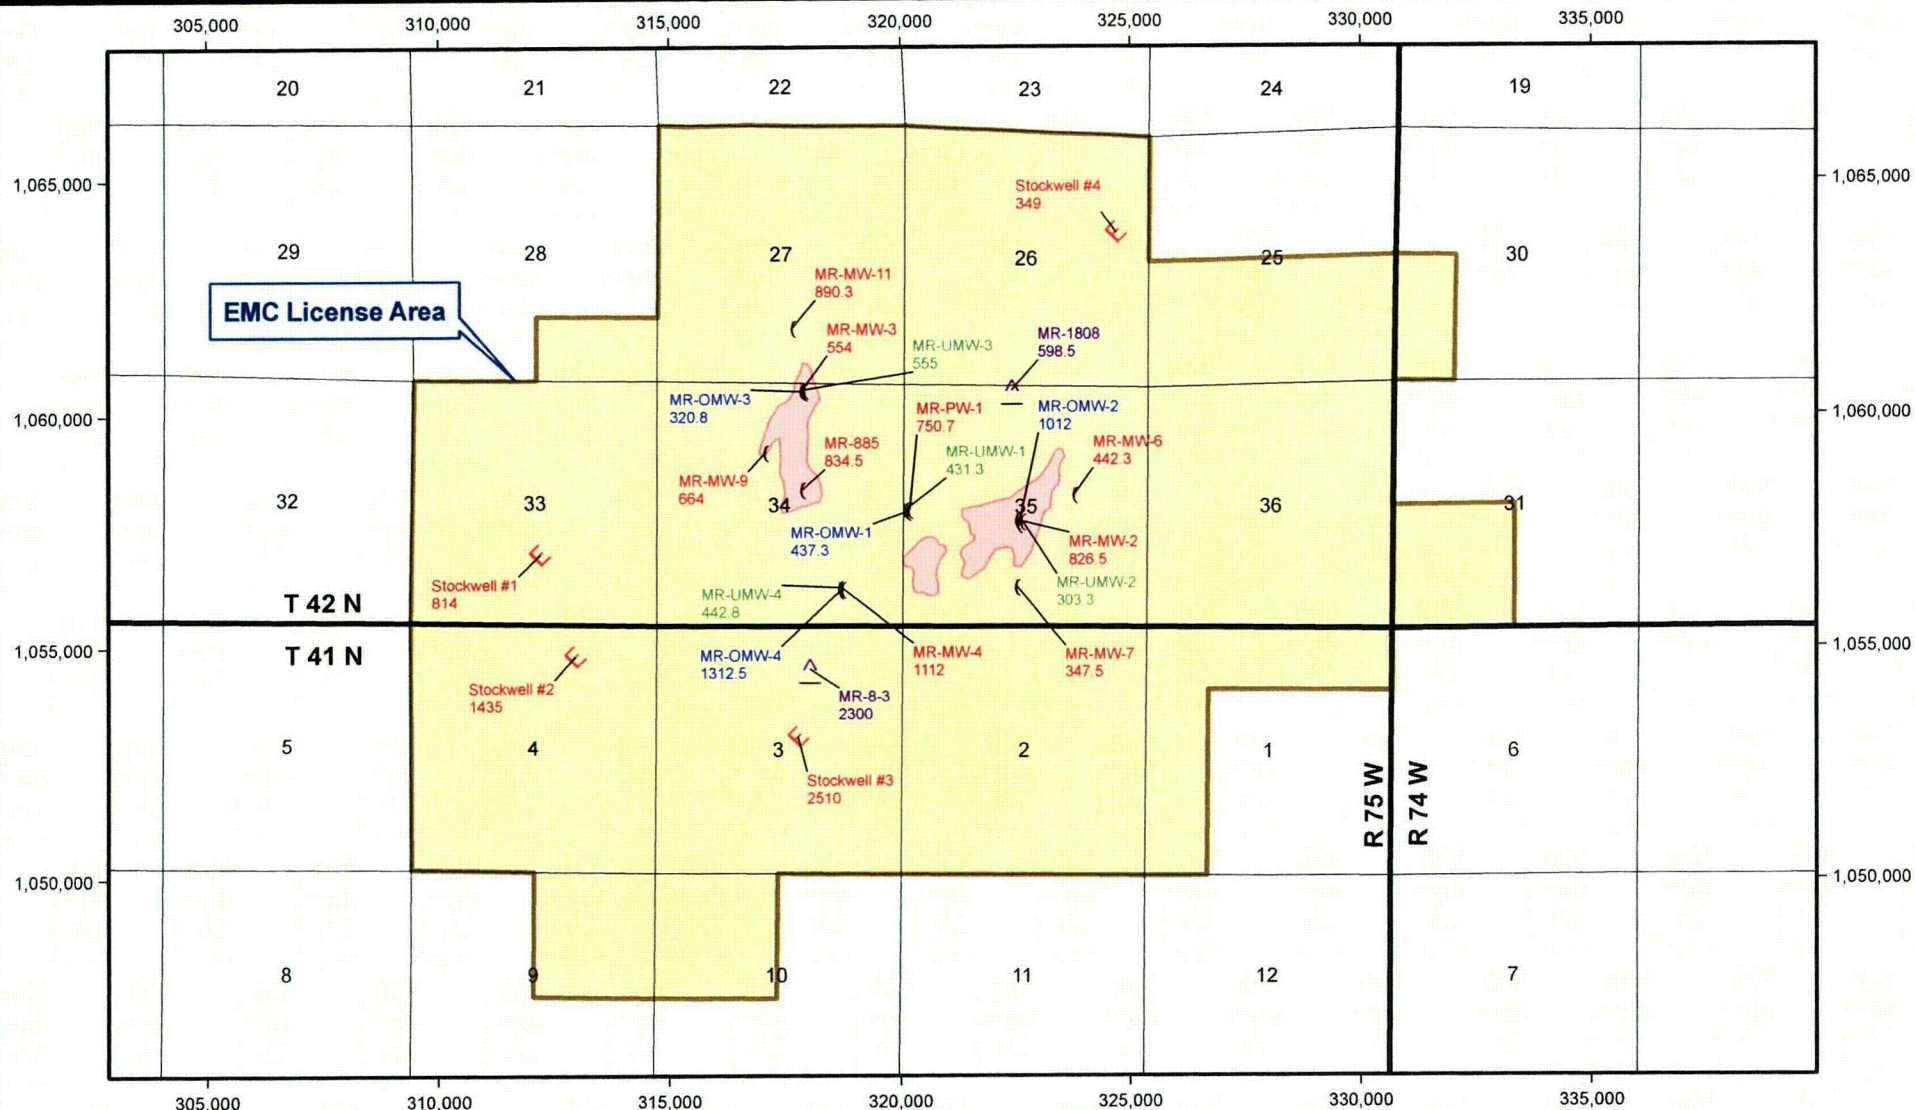 305,000 310,000 315,000 320,000 325,000 330,000 335,000
20 21 22 23 24 19
1,065,000 1,065,000
Stockwell #4
349
29 28 27 26 25 30
MR-MW-11
890.3
EMC License Area
MR-MW-3
554
MR-UMW-3
555
MR-1808
598.5
MR-OMW-3
320.8
1,060,000 1,060,000
MR-PW-1
750.7
MR-OMW-2
1012
MR-885
834.5
MR-UMW-1
431.3
MR-MW-6
442.3
MR-MW-9
664
32 33 34 35 36 31
MR-OMW-1
437.3
MR-MW-2
826.5
Stockwell #1
814
MR-UMW-4
442.8
MR-UMW-2
303.3
T 42 N
T 41 N
1,055,000 1,055,000
MR-OMW-4
1312.5
MR-MW-4
1112
MR-MW-7
347.5
Stockwell #2
1435
MR-8-3
2300
5 4 3 2 1 6
Stockwell #3
2510
R 75 W
R 74 W
1,050,000 1,050,000
8 9 10 11 12 7
305,000 310,000 315,000 320,000 325,000 330,000 335,000